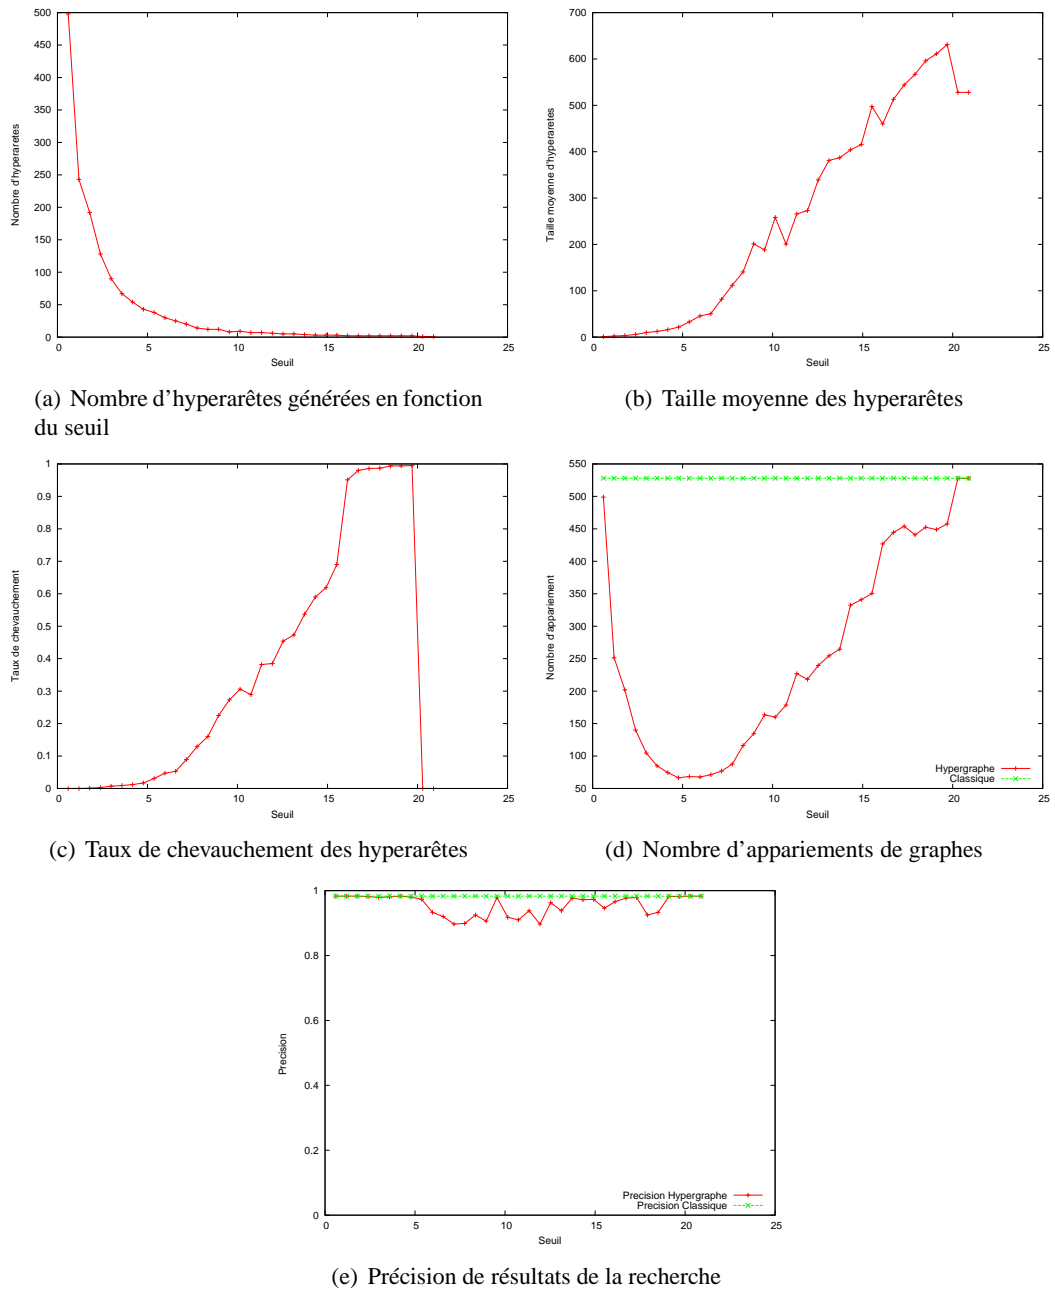 500
450
400
350
300
250
200
150
100
50
0
0 5 10 15 20 25
Nombre d'hyperaretes
Seuil
(a) Nombre d'hyperarêtes générées en fonction
du seuil
700
600
500
400
300
200
100
0
0 5 10 15 20 25
Taille moyenne d'hyperaretes
Seuil
(b) Taille moyenne des hyperarêtes
1
0.9
0.8
0.7
0.6
0.5
0.4
0.3
0.2
0.1
0
0 5 10 15 20 25
Taux de chevauchement
Seuil
(c) Taux de chevauchement des hyperarêtes
550
500
450
400
350
300
250
200
150
100
50
0 5 10 15 20 25
Nombre d'appariement
Seuil
Hypergraphe
Classique
(d) Nombre d'appariements de graphes
1
0.8
0.6
0.4
0.2
0
0 5 10 15 20 25
Precision
Seuil
Precision Hypergraphe
Precision Classique
(e) Précision de résultats de la recherche